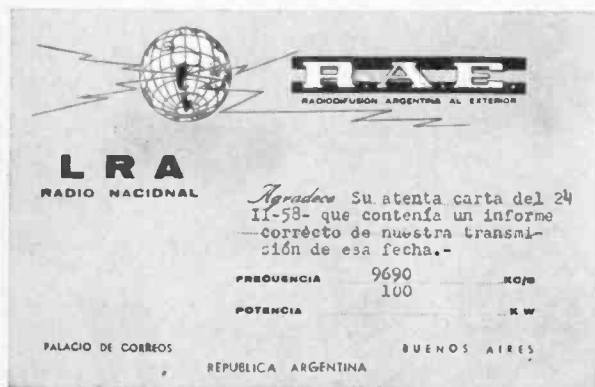 R.A.E.
RADIODIFUSIÓN ARGENTINA AL EXTERIOR
LRA
RADIO NACIONAL
Agradece Su atenta carta del 24
II-58- que contenía un informe
corrécto de nuestra transmi-
sión de esa fecha.-
FRECUENCIA 9690 KC/S
100
POTENCIA KW
PALACIO DE CORREOS BUENOS AIRES
REPUBLICA ARGENTINA